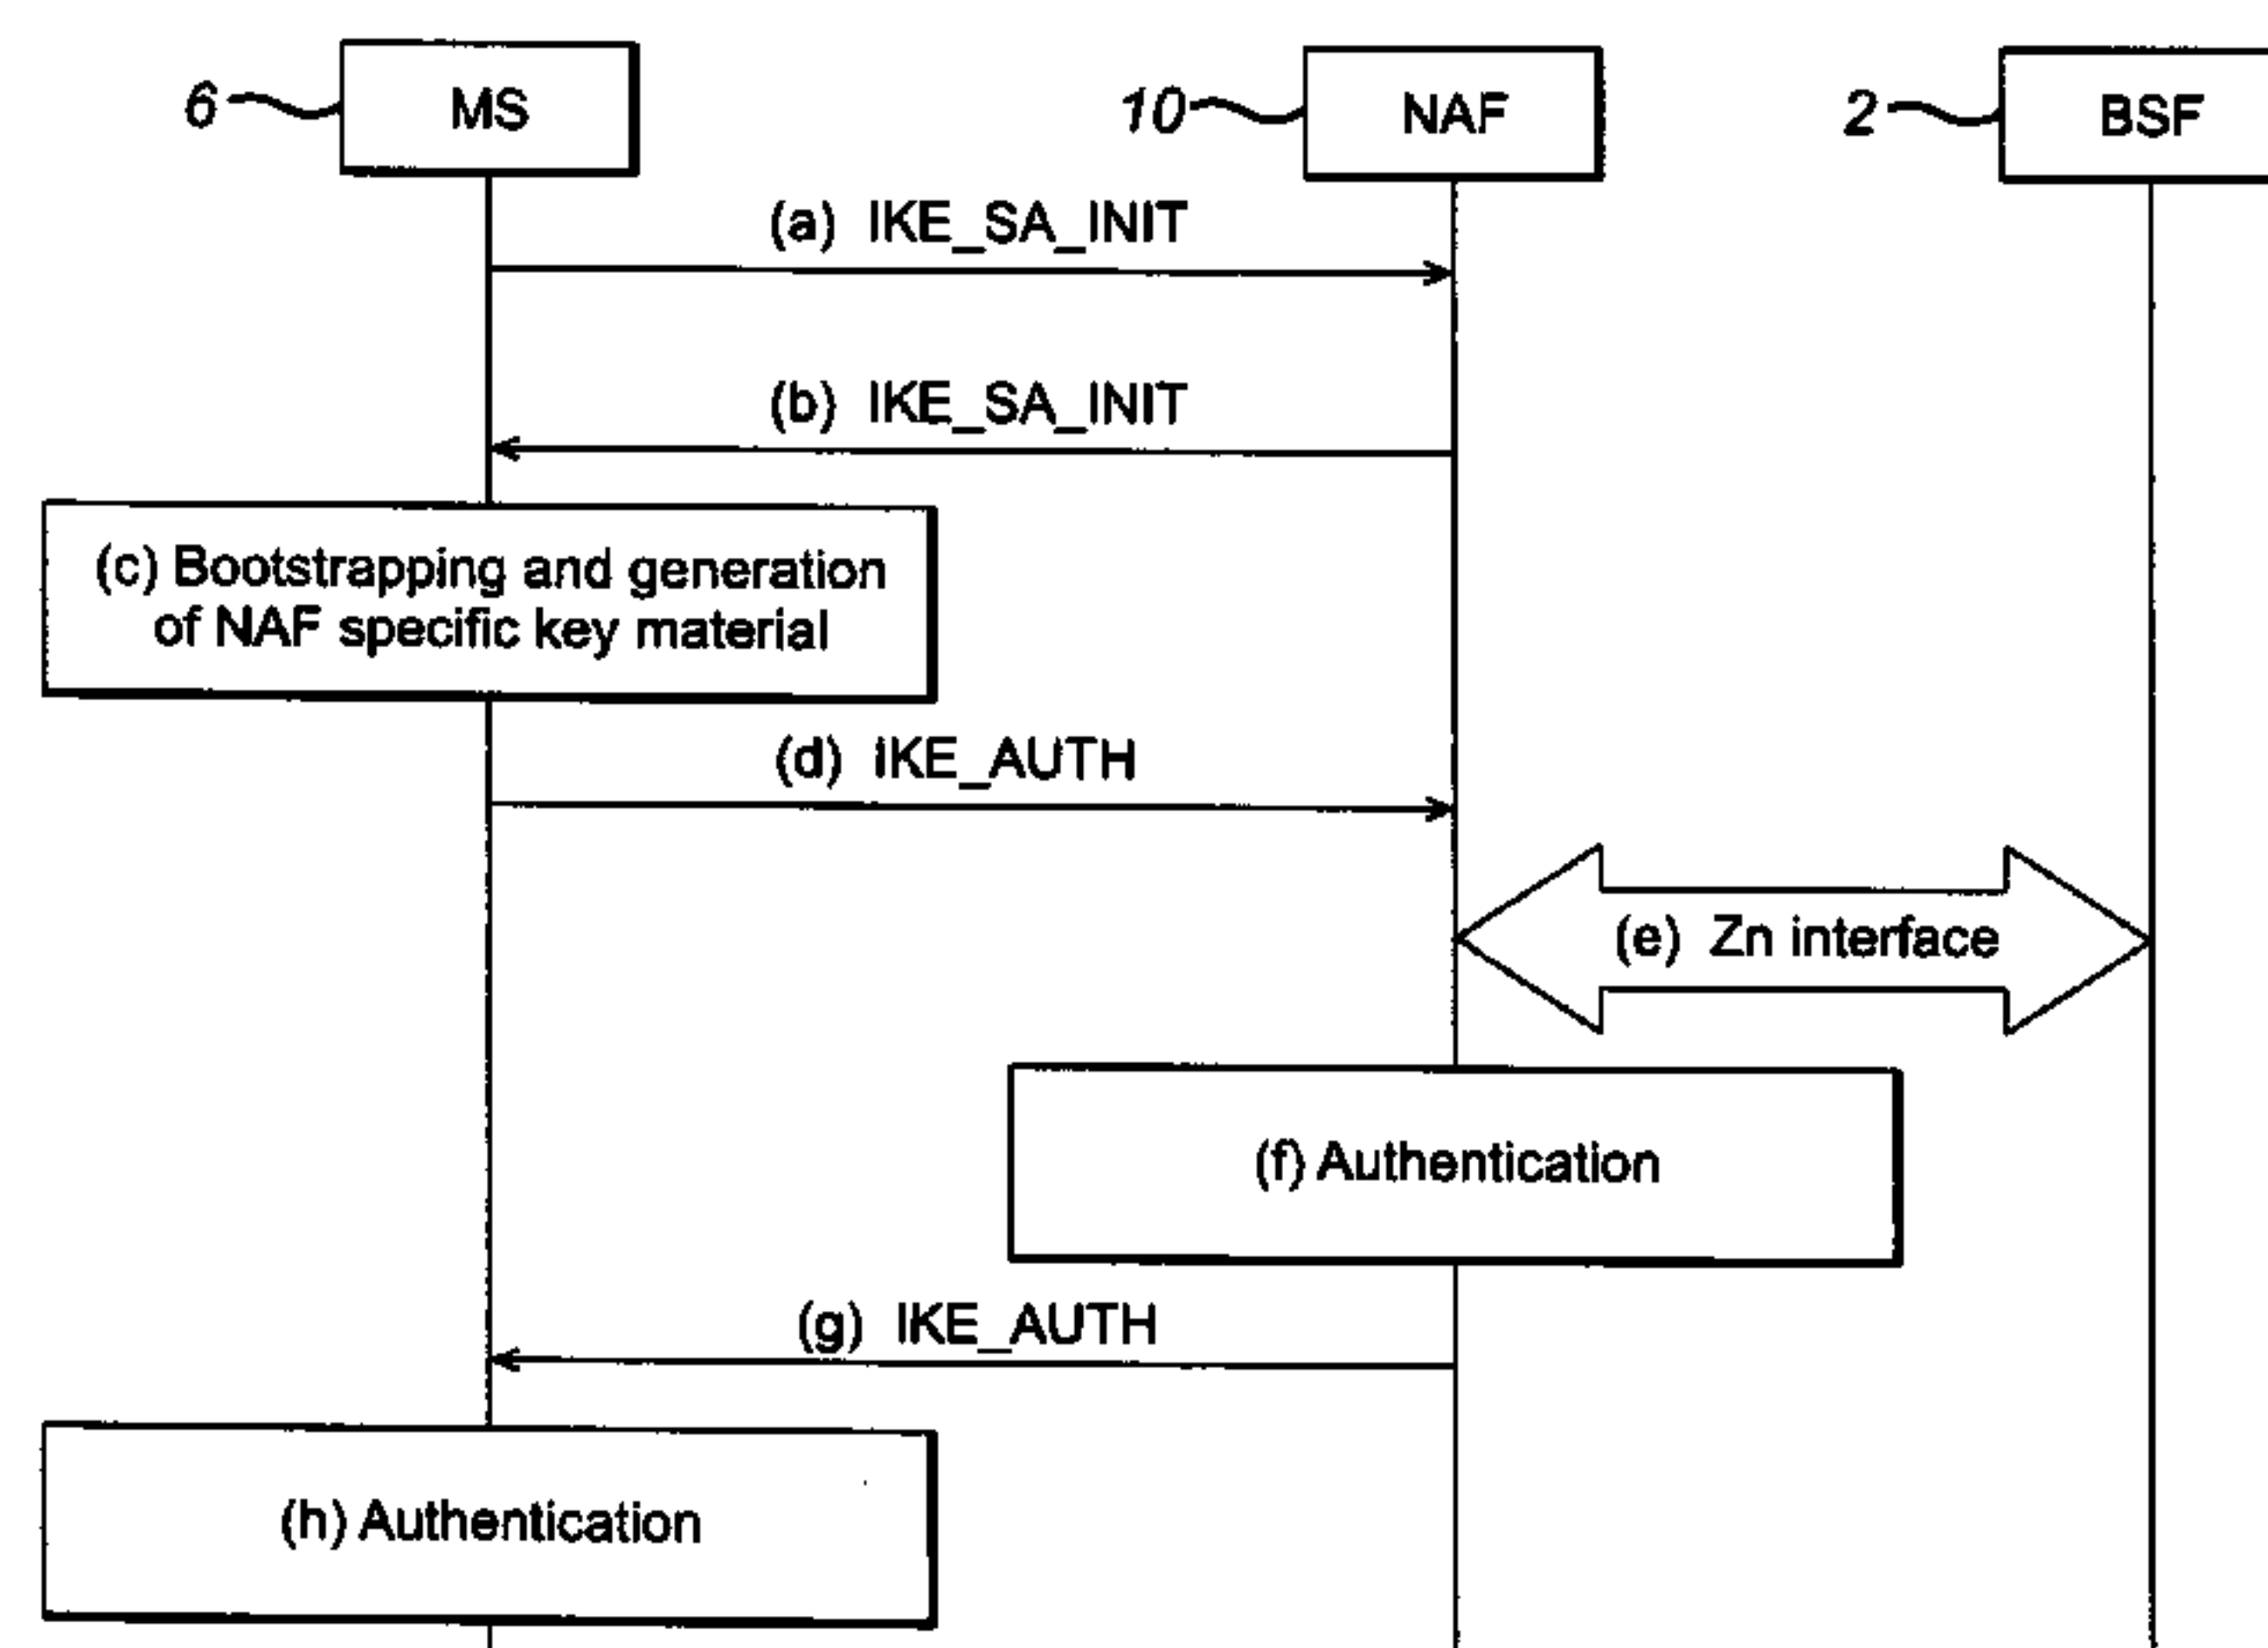 6 MS
10 NAF
2 BSF
(a) IKE_SA_INIT
(b) IKE_SA_INIT
(c) Bootstrapping and generation
of NAF specific key material
(d) IKE_AUTH
(e) Zn interface
(f) Authentication
(g) IKE_AUTH
(h) Authentication